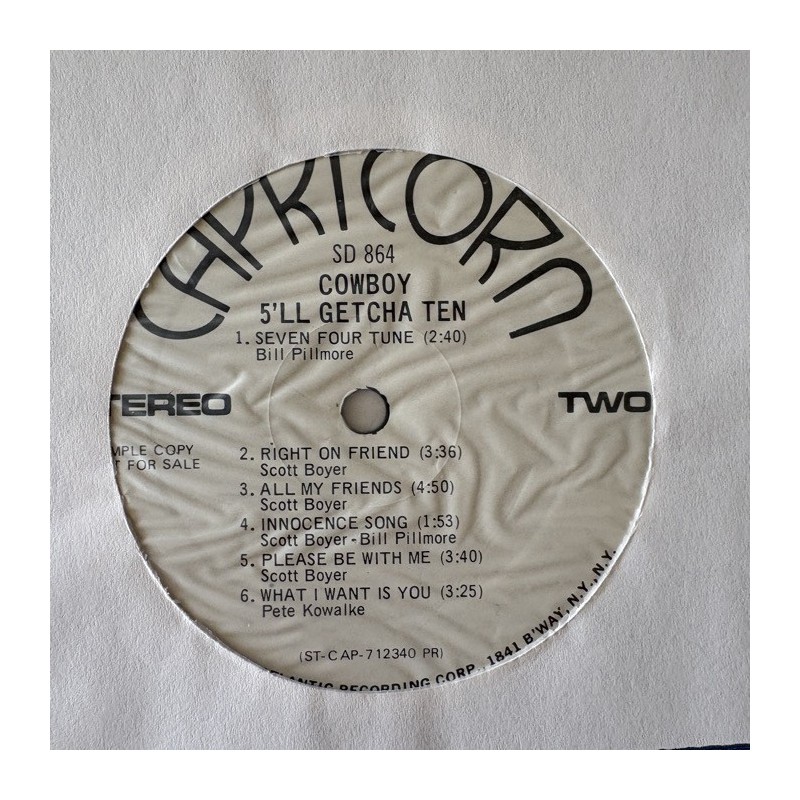 CAPRICORN
SD 864
COWBOY
5'LL GETCHA TEN
1. SEVEN FOUR TUNE (2:40)
Bill Pillmore
TEREO
TWO
MPLE COPY
T FOR SALE
2. RIGHT ON FRIEND (3:36)
Scott Boyer
3. ALL MY FRIENDS (4:50)
Scott Boyer
4. INNOCENCE SONG (1:53)
Scott Boyer - Bill Pillmore
5. PLEASE BE WITH ME (3:40)
Scott Boyer
6. WHAT I WANT IS YOU (3:25)
Pete Kowalke
(ST-CAP-712340 PR)
LANTIC RECORDING CORP., 1841 B'WAY, N.Y., N.Y.